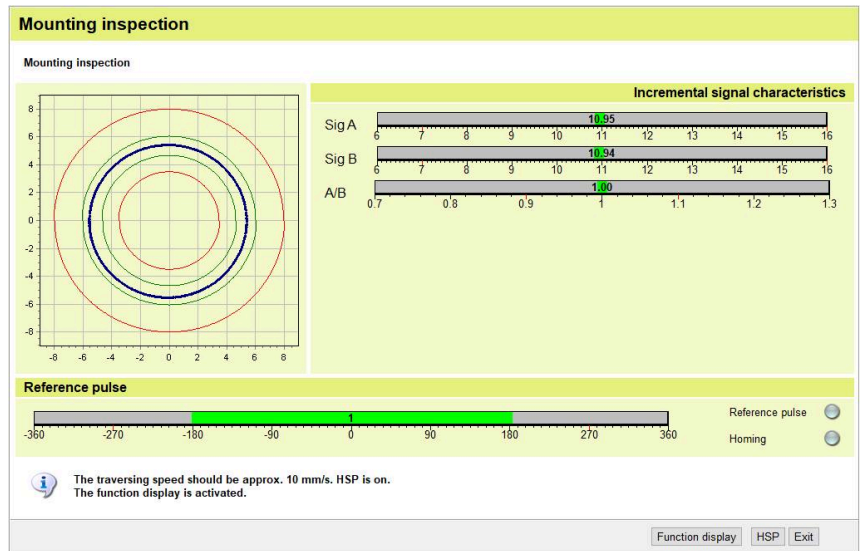 Mounting inspection
Mounting inspection
Incremental signal characteristics
8
6
4
2
0
-2
-4
-6
-8
-8 -6 -4 -2 0 2 4 6 8
Sig A
10.95
6 7 8 9 10 11 12 13 14 15 16
Sig B
10.94
6 7 8 9 10 11 12 13 14 15 16
A/B
1.00
0.7 0.8 0.9 1 1.1 1.2 1.3
Reference pulse
1
-360 -270 -180 -90 0 90 180 270 360
Reference pulse
Homing
The traversing speed should be approx. 10 mm/s. HSP is on.
The function display is activated.
Function display HSP Exit